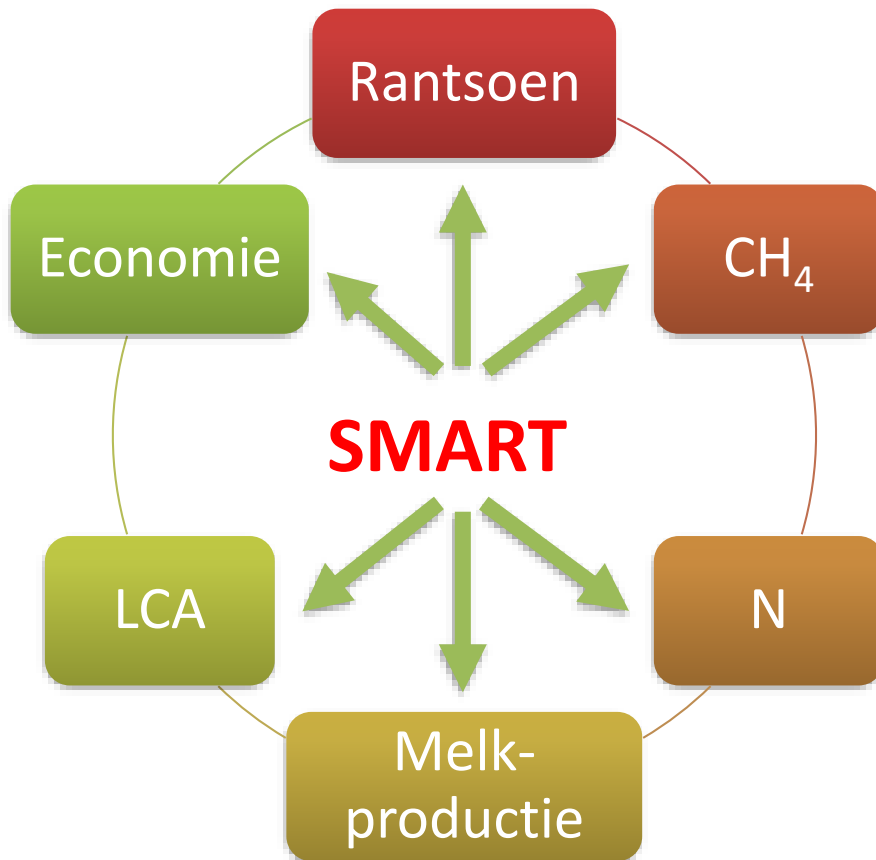 Rantsoen
Economie
CH₄
SMART
LCA
N
Melk-
productie